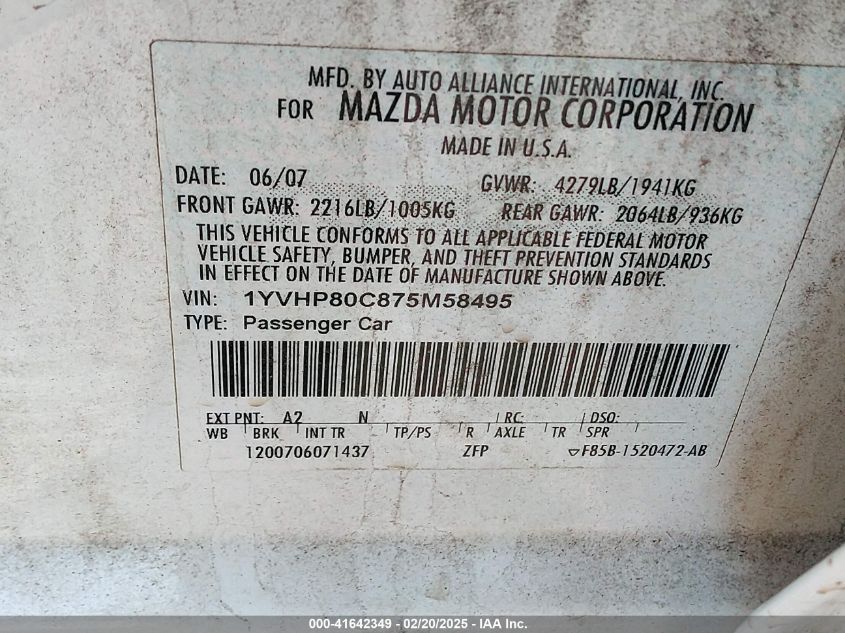 MFD. BY AUTO ALLIANCE INTERNATIONAL, INC.
FOR MAZDA MOTOR CORPORATION
MADE IN U.S.A.
DATE: 06/07 GVWR: 4279LB/1941KG
FRONT GAWR: 2216LB/1005KG REAR GAWR: 2064LB/936KG
THIS VEHICLE CONFORMS TO ALL APPLICABLE FEDERAL MOTOR
VEHICLE SAFETY, BUMPER, AND THEFT PREVENTION STANDARDS
IN EFFECT ON THE DATE OF MANUFACTURE SHOWN ABOVE.
VIN: 1YVHP80C875M58495
TYPE: Passenger Car
EXT PNT: A2 N RC: DSO:
WB BRK INT TR TP/PS R AXLE TR SPR
1200706071437 ZFP F85B-1520472-AB
000-41642349 - 02/20/2025 - IAA Inc.